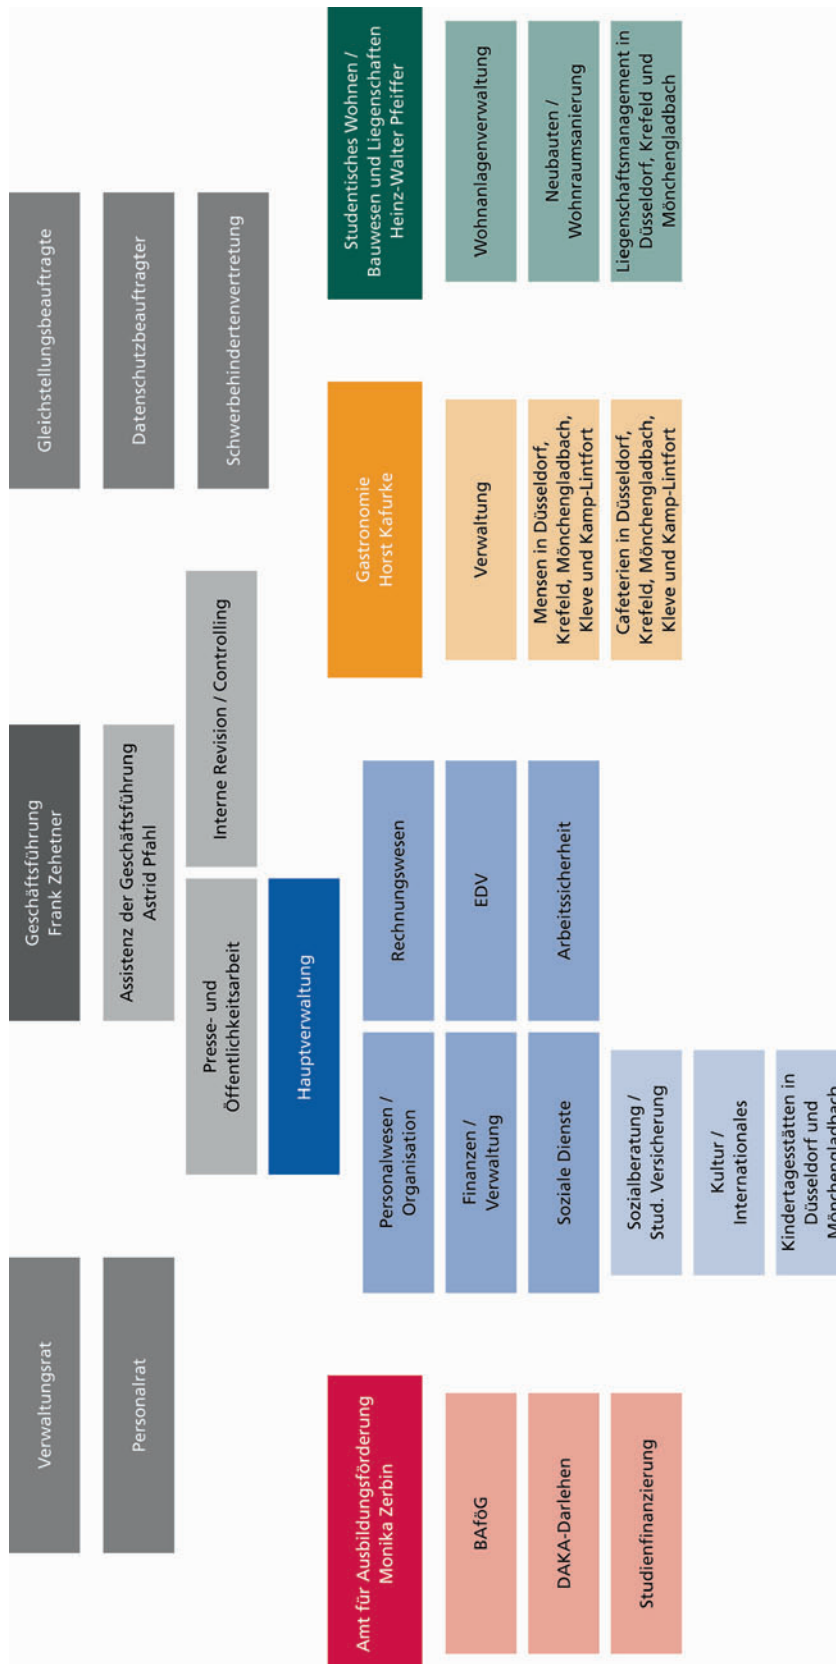 Verwaltungsrat
Personalrat
Geschäftsführung
Frank Zehetner
Assistenz der Geschäftsführung
Astrid Pfahl
Presse- und
Öffentlichkeitsarbeit
Interne Revision / Controlling
Gleichstellungsbeauftragte
Datenschutzbeauftragter
Schwerbehindertenvertretung
Amt für Ausbildungsförderung
Monika Zerbin
BAföG
DAKA-Darlehen
Studienfinanzierung
Hauptverwaltung
Personalwesen /
Organisation
Rechnungswesen
Finanzen /
Verwaltung
EDV
Soziale Dienste
Arbeitssicherheit
Sozialberatung /
Stud. Versicherung
Kultur /
Internationales
Kindertagesstätten in
Düsseldorf und
Mönchengladbach
Gastronomie
Horst Kafurke
Verwaltung
Mensen in Düsseldorf,
Krefeld, Mönchengladbach,
Kleve und Kamp-Lintfort
Cafeterien in Düsseldorf,
Krefeld, Mönchengladbach,
Kleve und Kamp-Lintfort
Studentisches Wohnen /
Bauwesen und Liegenschaften
Heinz-Walter Pfeiffer
Wohnanlagenverwaltung
Neubauten /
Wohnraumsanierung
Liegenschaftsmanagement in
Düsseldorf, Krefeld und
Mönchengladbach